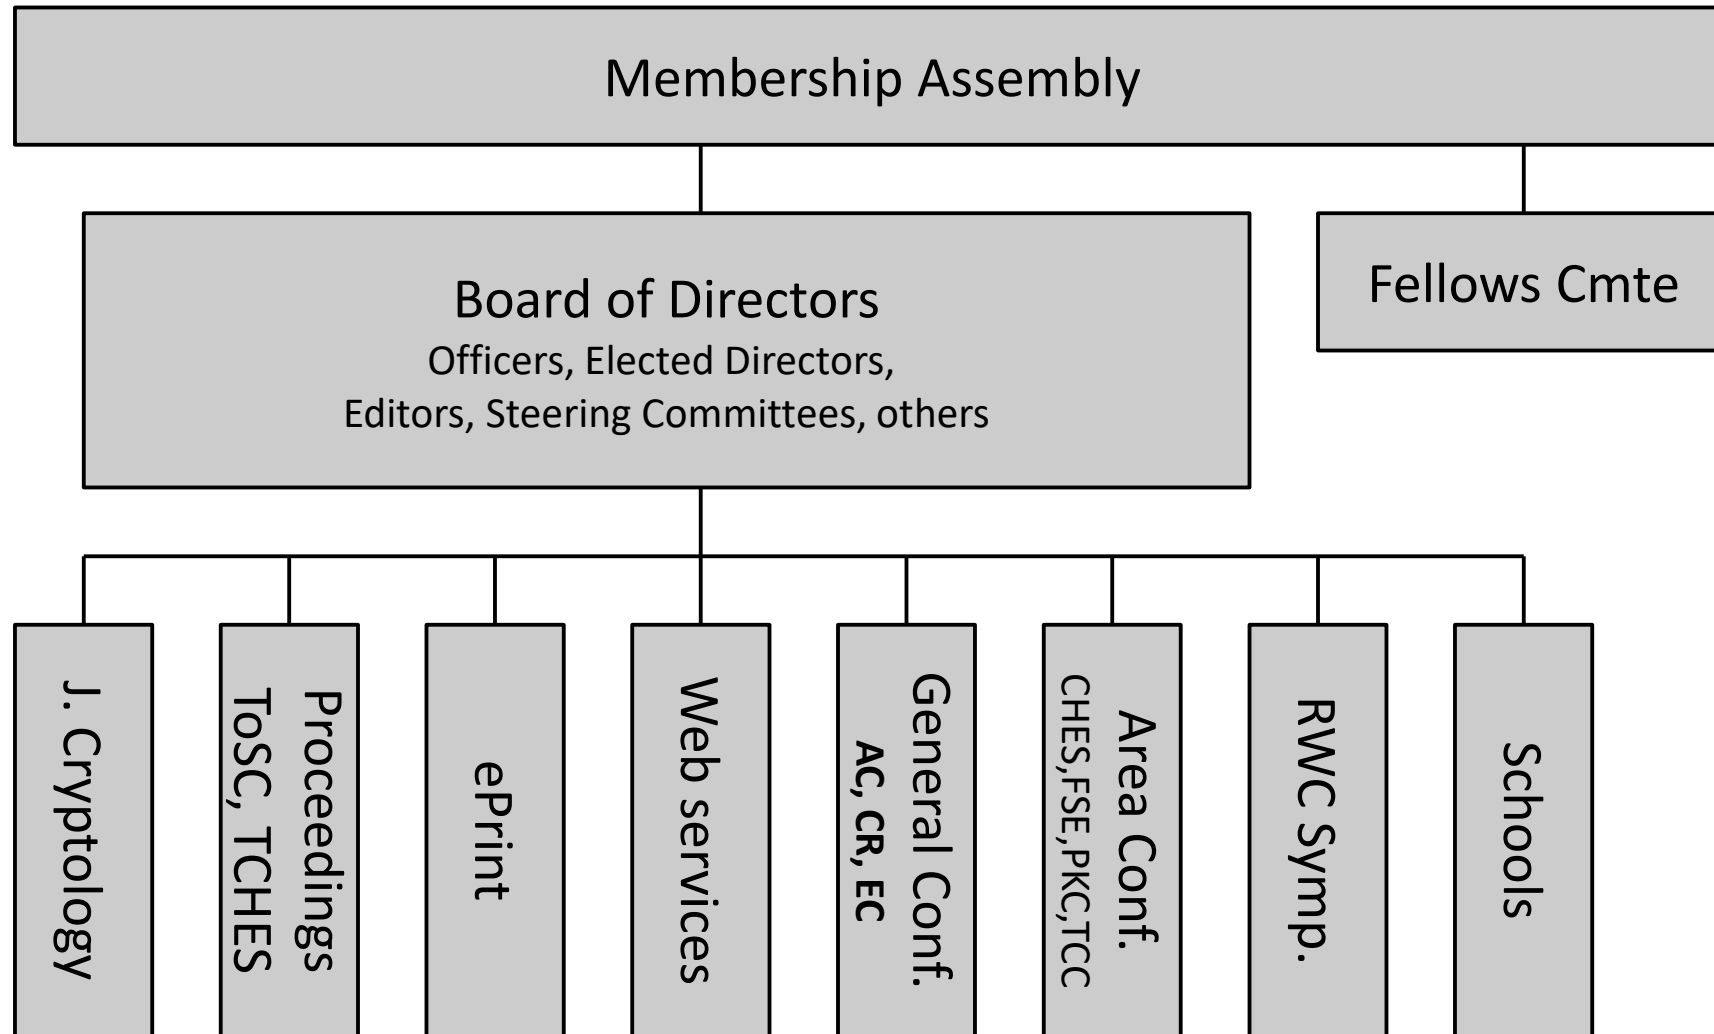 Membership Assembly
Board of Directors
Officers, Elected Directors,
Editors, Steering Committees, others
Fellows Cmte
J. Cryptology
Proceedings
ToSC, TCHES
ePrint
Web services
General Conf.
AC, CR, EC
Area Conf.
CHES,FSE,PKC,TCC
RWC Symp.
Schools